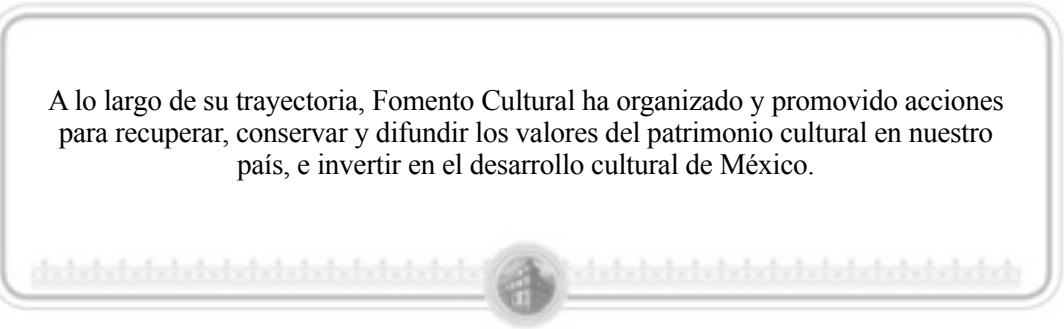 A lo largo de su trayectoria, Fomento Cultural ha organizado y promovido acciones
para recuperar, conservar y difundir los valores del patrimonio cultural en nuestro
país, e invertir en el desarrollo cultural de México.